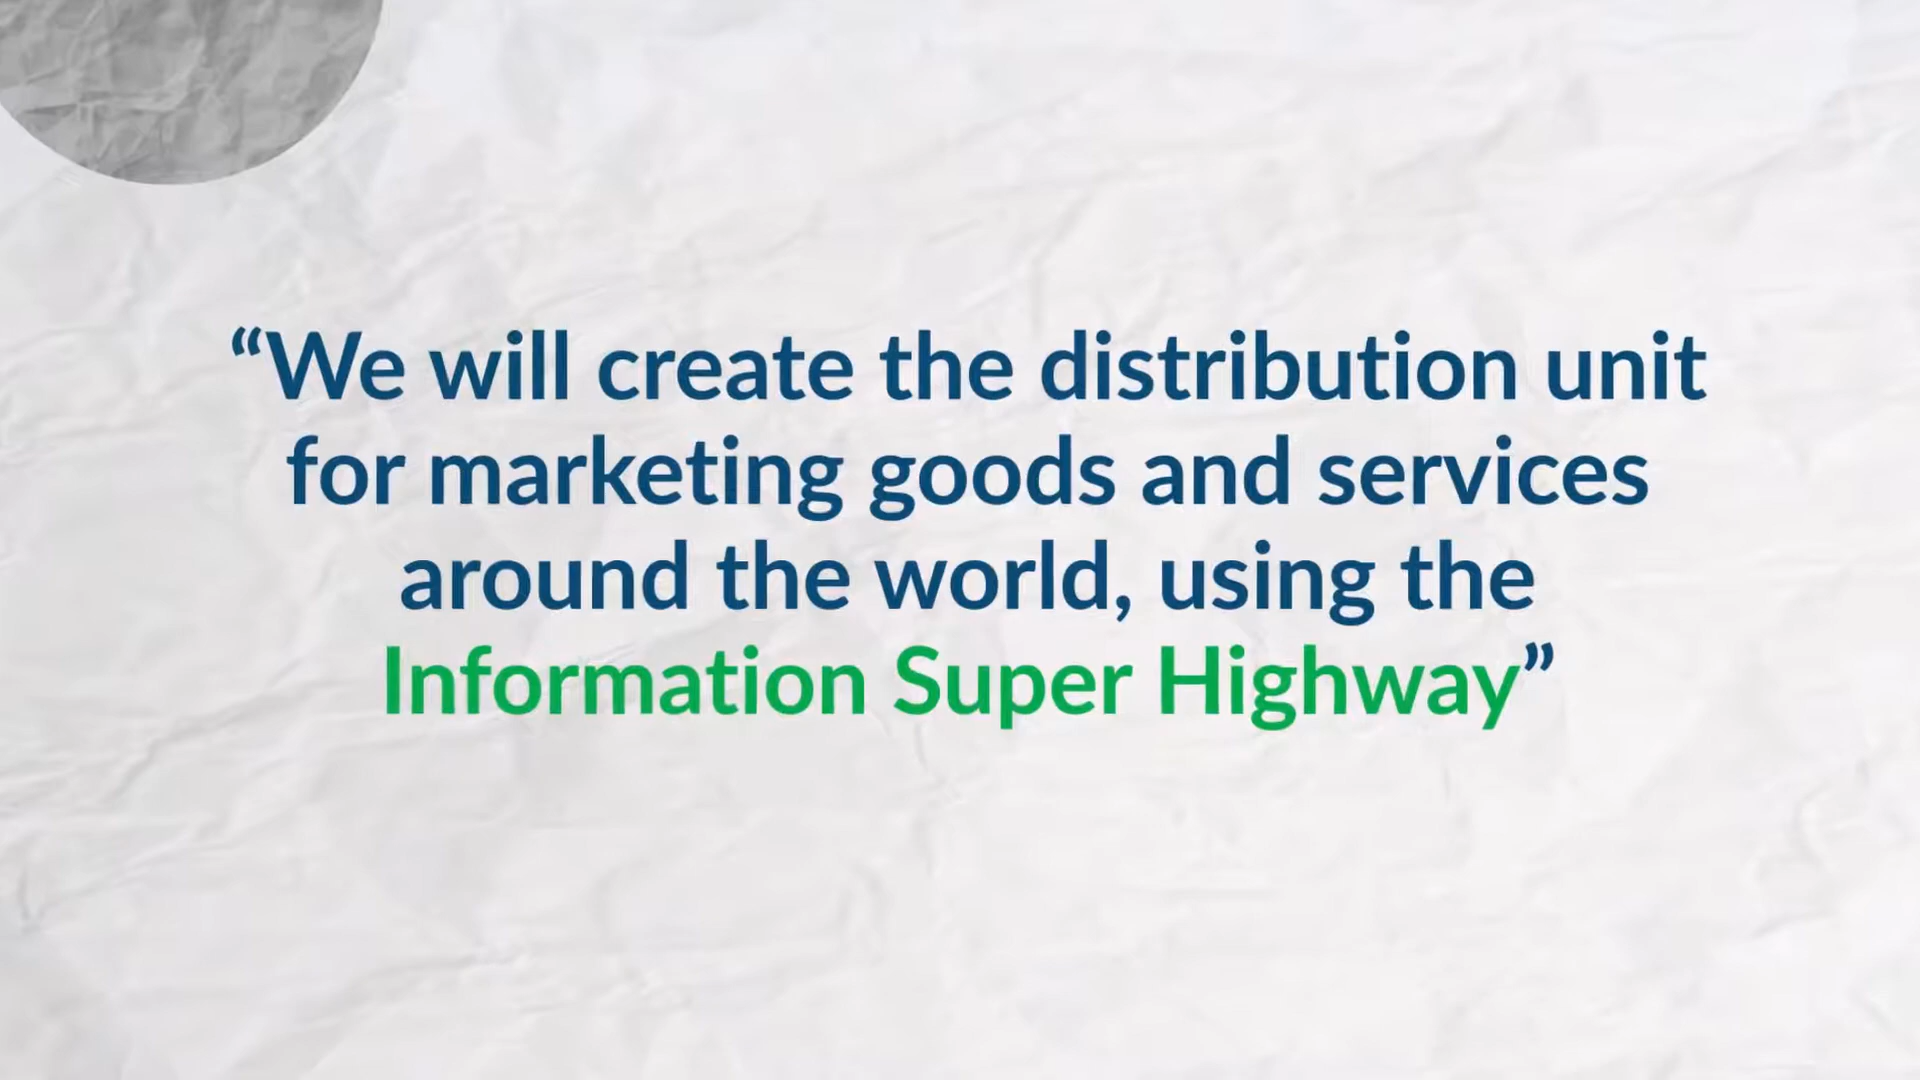 “We will create the distribution unit
for marketing goods and services
around the world, using the
Information Super Highway”